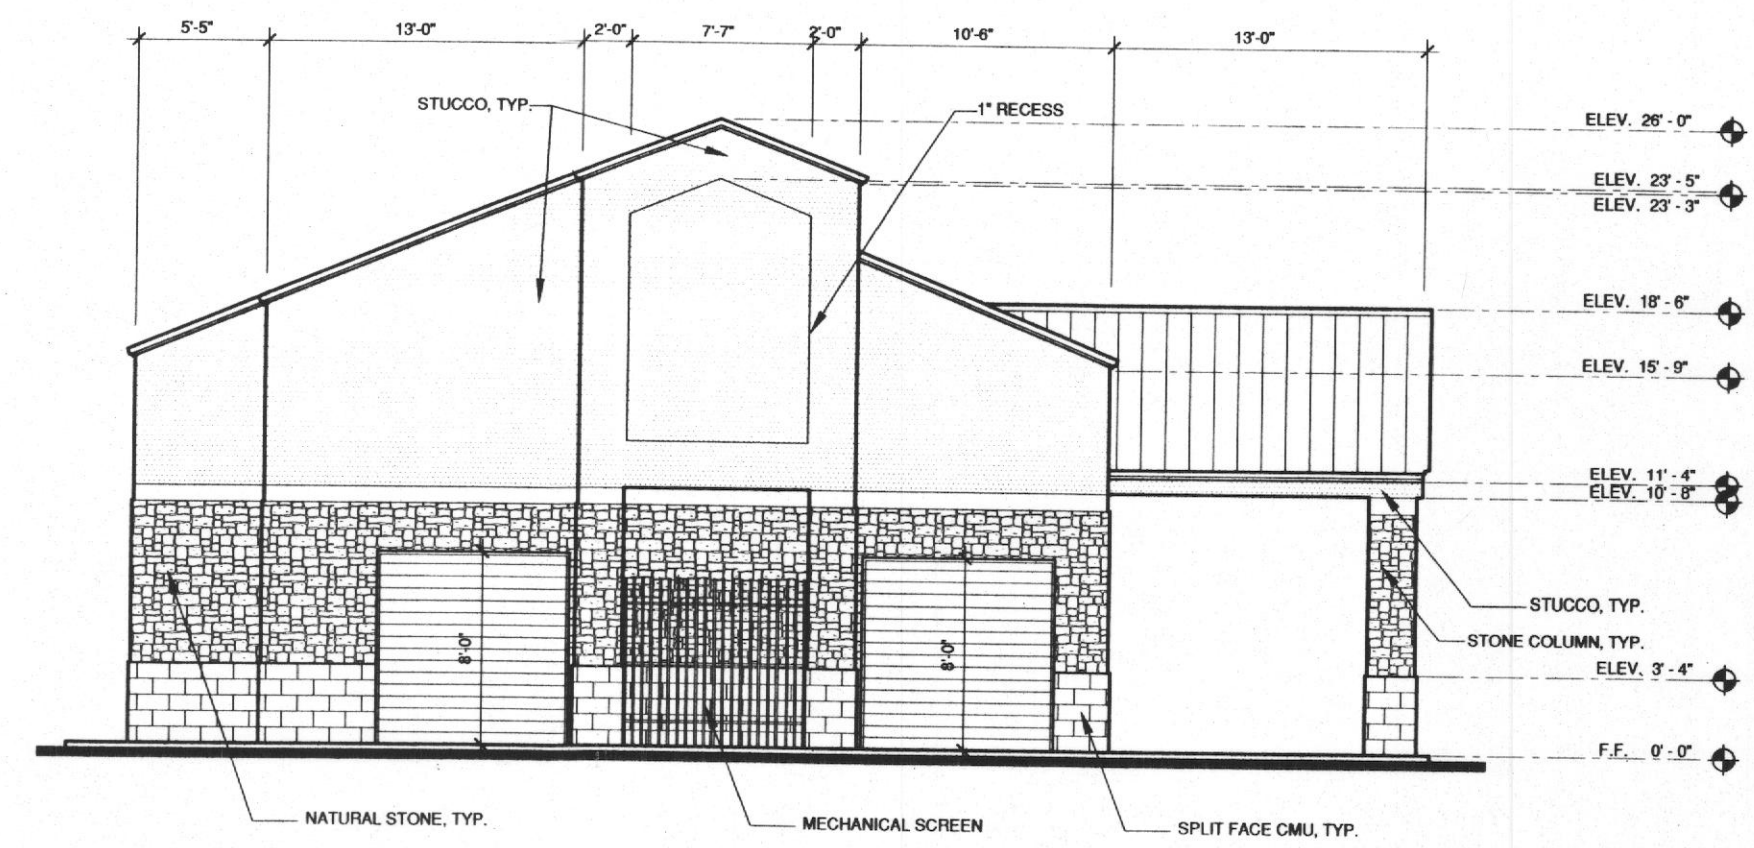 5'-5" 13'-0" 2'-0" 7'-7" 2'-0" 10'-6" 13'-0"
STUCCO, TYP.
1" RECESS
ELEV. 26' - 0"
ELEV. 23' - 5"
ELEV. 23' - 3"
ELEV. 18' - 6"
ELEV. 15' - 9"
ELEV. 11' - 4"
ELEV. 10' - 8"
8'-0"
8'-0"
STUCCO, TYP.
STONE COLUMN, TYP.
ELEV. 3' - 4"
F.F. 0' - 0"
NATURAL STONE, TYP.
MECHANICAL SCREEN
SPLIT FACE CMU, TYP.